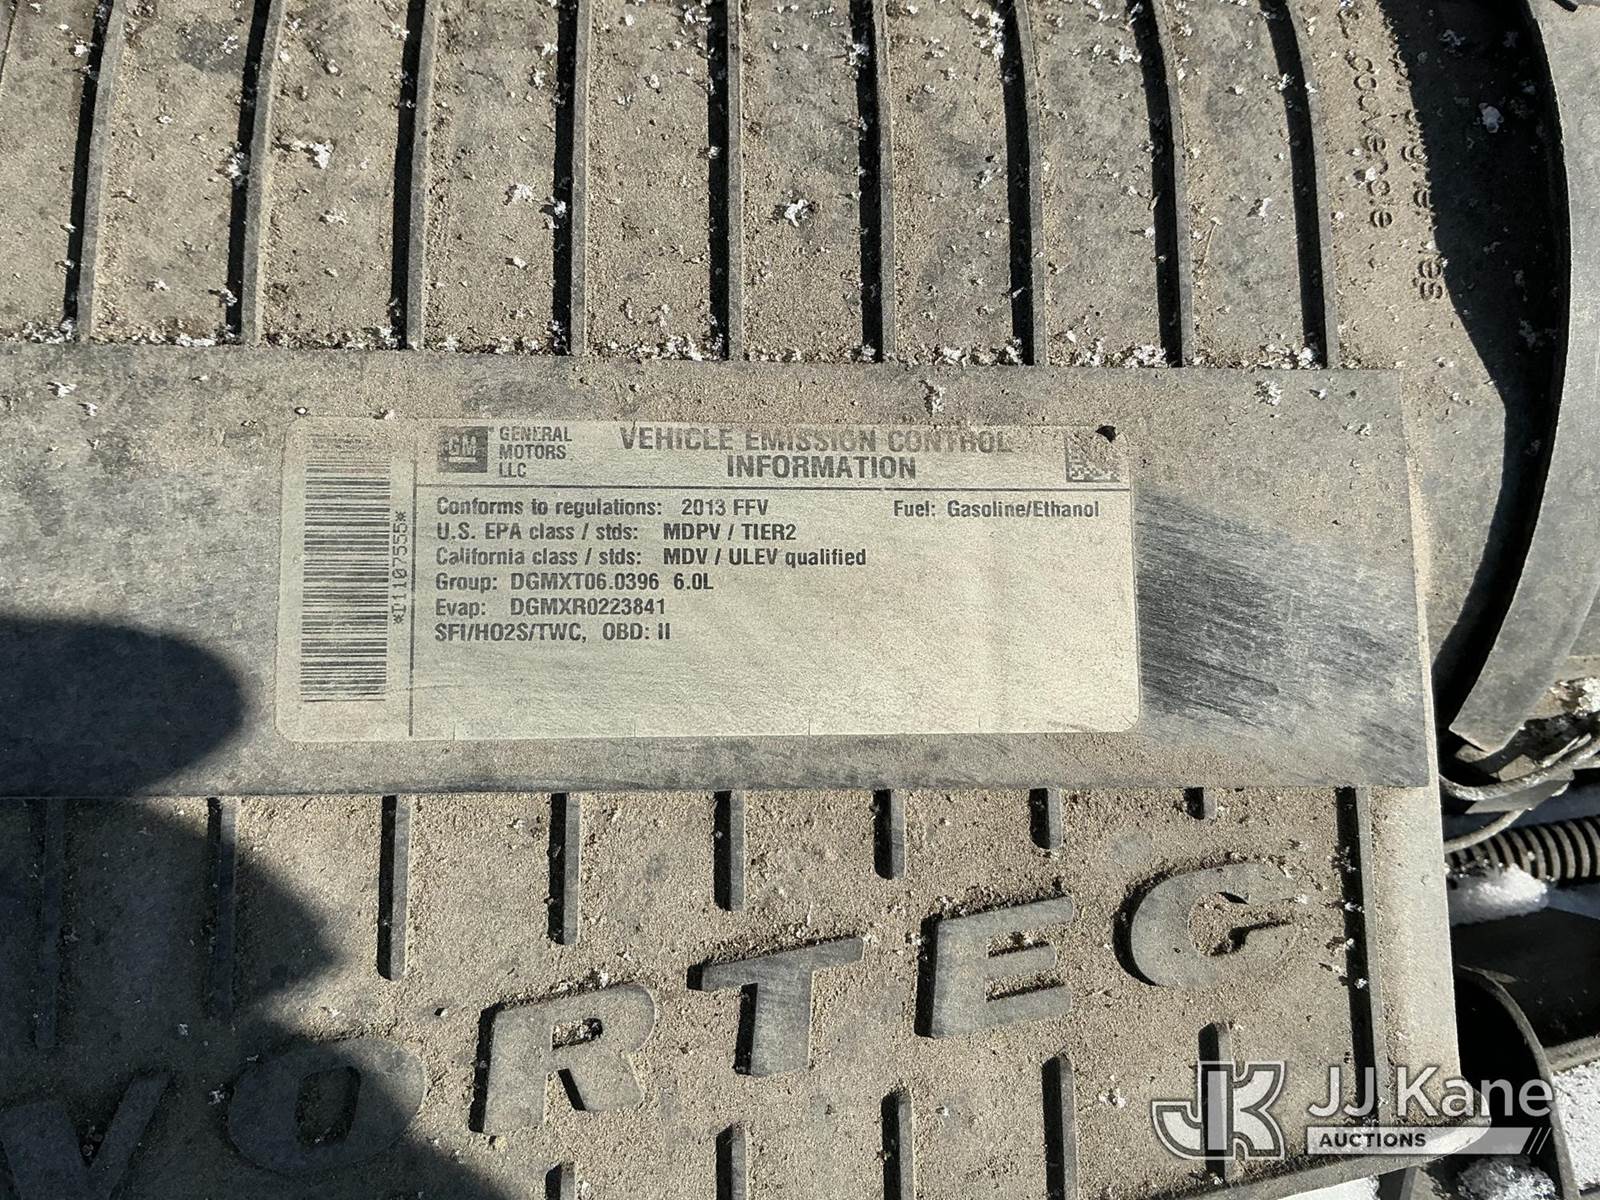 GM GENERAL MOTORS LLC
VEHICLE EMISSION CONTROL INFORMATION
Conforms to regulations: 2013 FFV Fuel: Gasoline/Ethanol
U.S. EPA class / stds: MDPV / TIER2
California class / stds: MDV / ULEV qualified
Group: DGMXT06.0396 6.0L
Evap: DGMXR0223841
SFI/HO2S/TWC, OBD: II
*I1107555*
VORTEC
JK JJ Kane
AUCTIONS